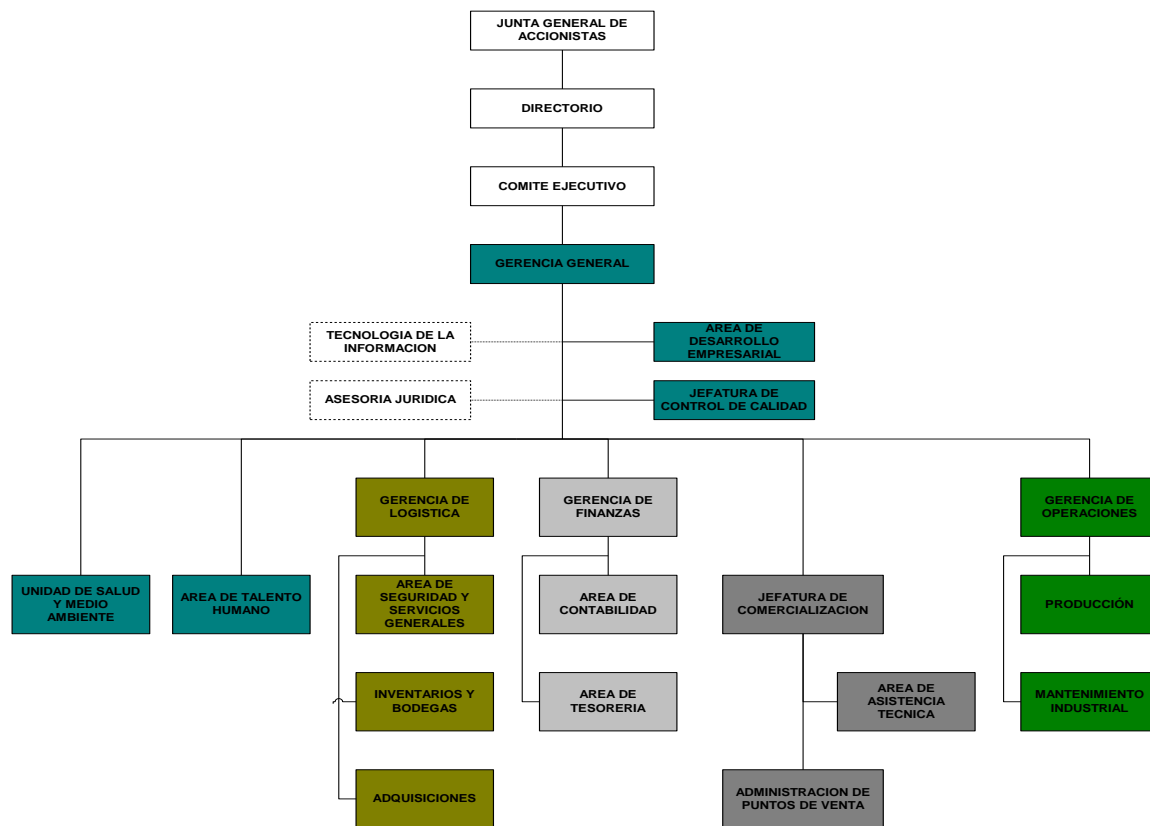 JUNTA GENERAL DE
ACCIONISTAS
DIRECTORIO
COMITE EJECUTIVO
GERENCIA GENERAL
TECNOLOGIA DE LA
INFORMACION
AREA DE
DESARROLLO
EMPRESARIAL
ASESORIA JURIDICA
JEFATURA DE
CONTROL DE CALIDAD
GERENCIA DE
LOGISTICA
GERENCIA DE
FINANZAS
GERENCIA DE
OPERACIONES
UNIDAD DE SALUD
Y MEDIO
AMBIENTE
AREA DE TALENTO
HUMANO
AREA DE
SEGURIDAD Y
SERVICIOS
GENERALES
AREA DE
CONTABILIDAD
JEFATURA DE
COMERCIALIZACION
PRODUCCIÓN
INVENTARIOS Y
BODEGAS
AREA DE
TESORERIA
AREA DE
ASISTENCIA
TECNICA
MANTENIMIENTO
INDUSTRIAL
ADQUISICIONES
ADMINISTRACION DE
PUNTOS DE VENTA